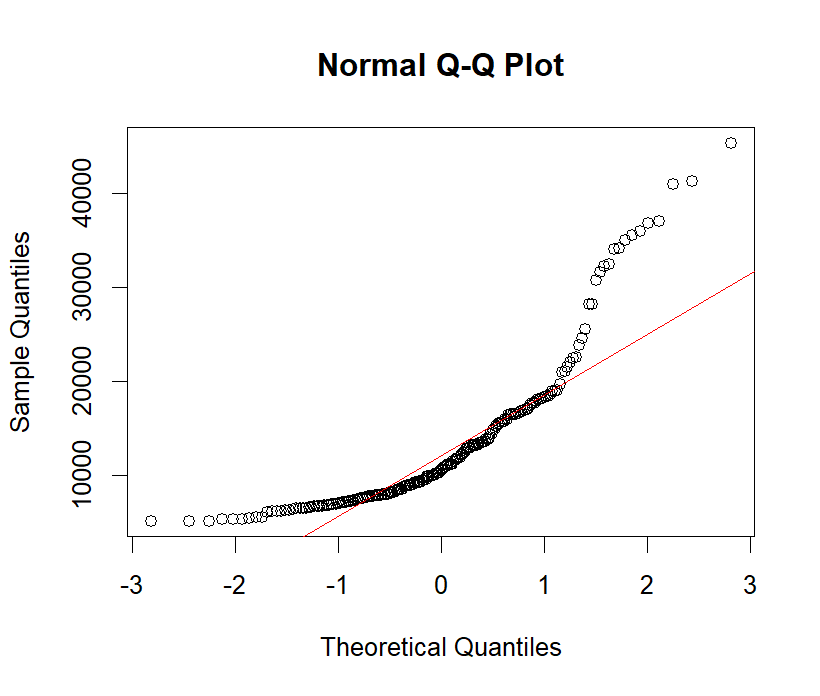 Normal Q-Q Plot
Sample Quantiles
40000
30000
20000
10000
-3 -2 -1 0 1 2 3
Theoretical Quantiles